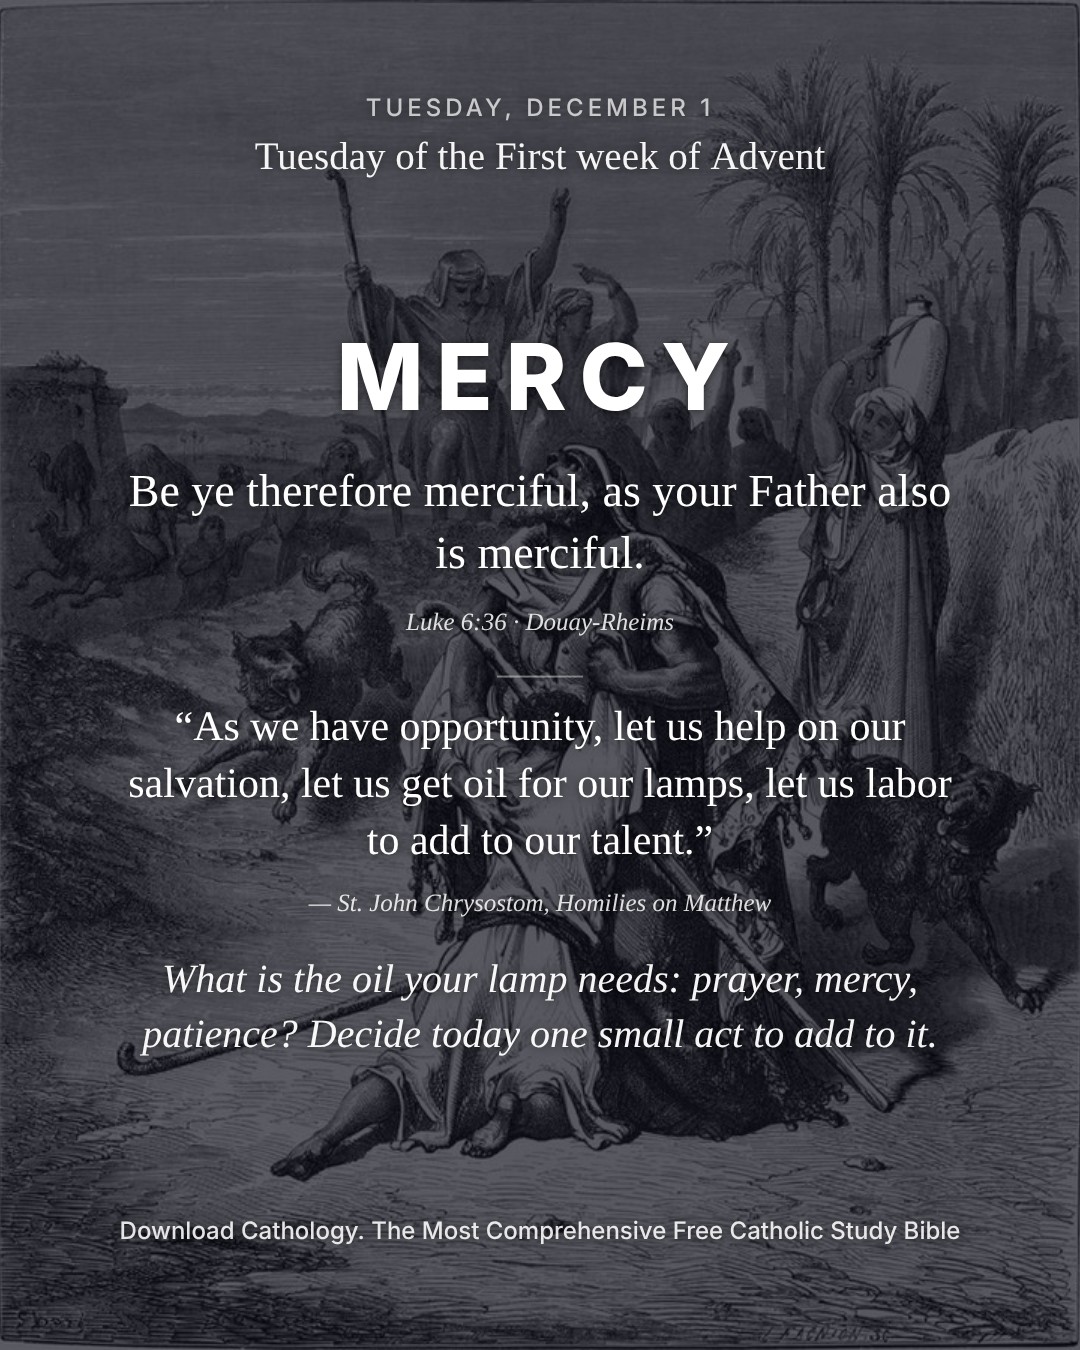 TUESDAY, DECEMBER 1
Tuesday of the First week of Advent
MERCY
Be ye therefore merciful, as your Father also
is merciful.
Luke 6:36 · Douay-Rheims
“As we have opportunity, let us help on our
salvation, let us get oil for our lamps, let us labor
to add to our talent.”
— St. John Chrysostom, Homilies on Matthew
What is the oil your lamp needs: prayer, mercy,
patience? Decide today one small act to add to it.
Download Cathology. The Most Comprehensive Free Catholic Study Bible